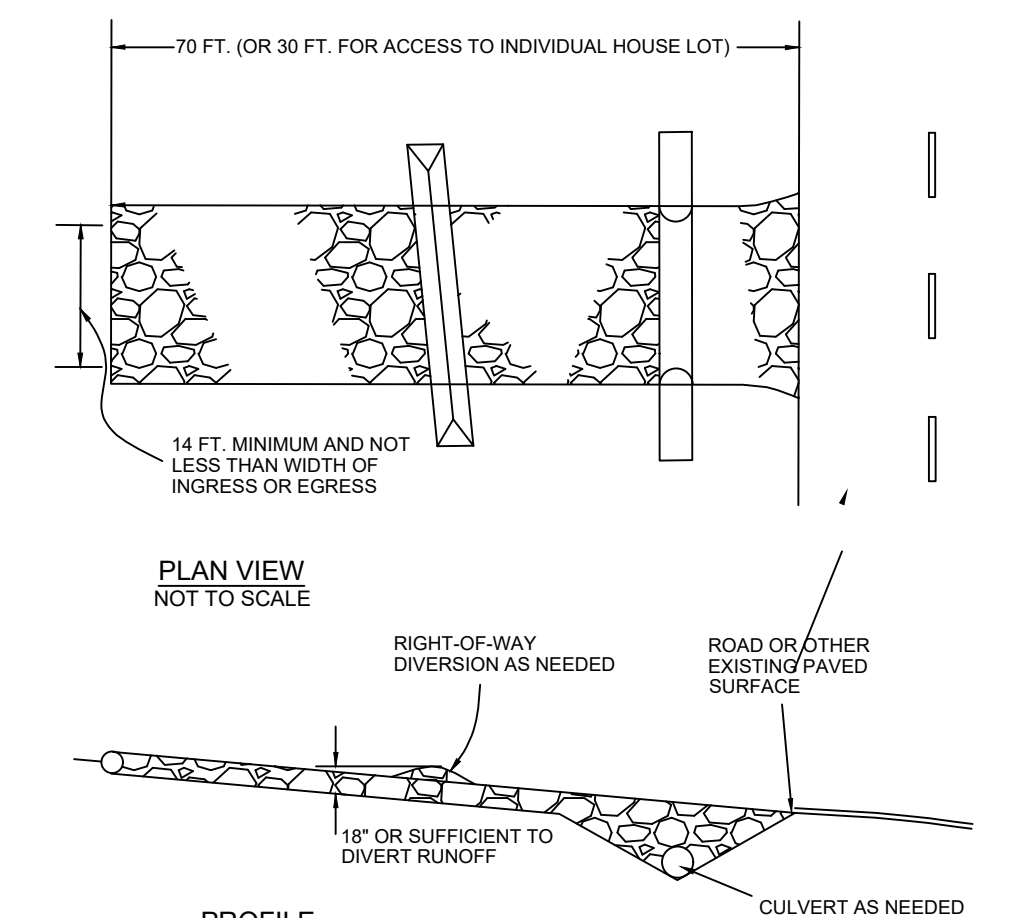 70 FT. (OR 30 FT. FOR ACCESS TO INDIVIDUAL HOUSE LOT)
14 FT. MINIMUM AND NOT
LESS THAN WIDTH OF
INGRESS OR EGRESS
PLAN VIEW
NOT TO SCALE
RIGHT-OF-WAY
DIVERSION AS NEEDED
ROAD OR OTHER
EXISTING PAVED
SURFACE
18" OR SUFFICIENT TO
DIVERT RUNOFF
CULVERT AS NEEDED
PROFILE